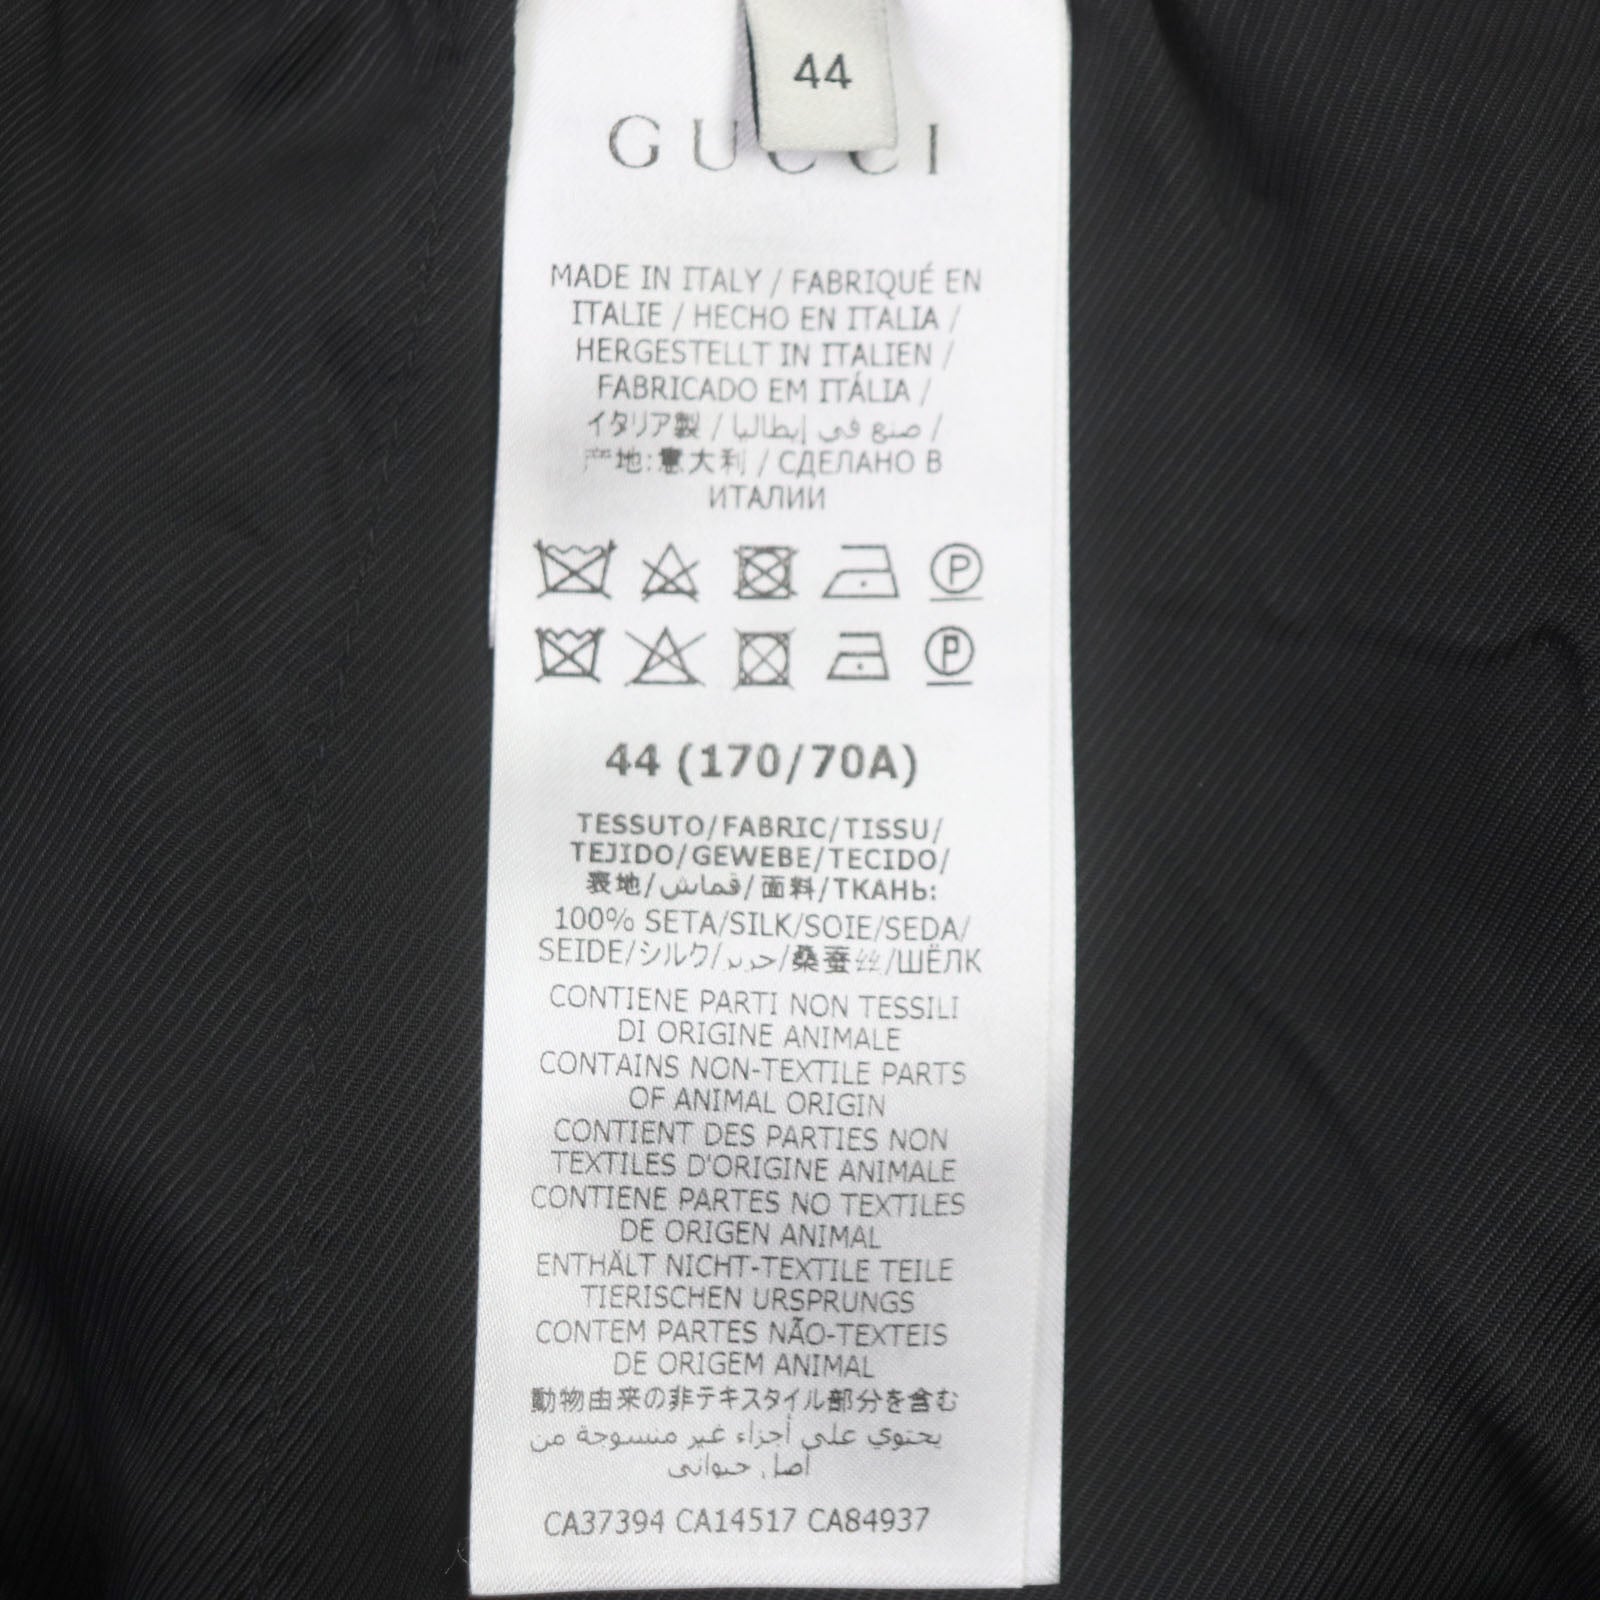 44
GUCCI
MADE IN ITALY / FABRIQUÉ EN
ITALIE / HECHO EN ITALIA /
HERGESTELLT IN ITALIEN /
FABRICADO EM ITÁLIA /
イタリア製 / صنع في إيطاليا /
产地:意大利 / СДЕЛАНО В
ИТАЛИИ
P
P
44 (170/70A)
TESSUTO/FABRIC/TISSU/
TEJIDO/GEWEBE/TECIDO/
表地/قماش/面料/ТКАНЬ:
100% SETA/SILK/SOIE/SEDA/
SEIDE/シルク/حرير/桑蚕丝/ШЁЛК
CONTIENE PARTI NON TESSILI
DI ORIGINE ANIMALE
CONTAINS NON-TEXTILE PARTS
OF ANIMAL ORIGIN
CONTIENT DES PARTIES NON
TEXTILES D'ORIGINE ANIMALE
CONTIENE PARTES NO TEXTILES
DE ORIGEN ANIMAL
ENTHÄLT NICHT-TEXTILE TEILE
TIERISCHEN URSPRUNGS
CONTEM PARTES NÃO-TEXTEIS
DE ORIGEM ANIMAL
動物由来の非テキスタイル部分を含む
يحتوي على أجزاء غير منسوجة من
أصل حيواني
CA37394 CA14517 CA84937